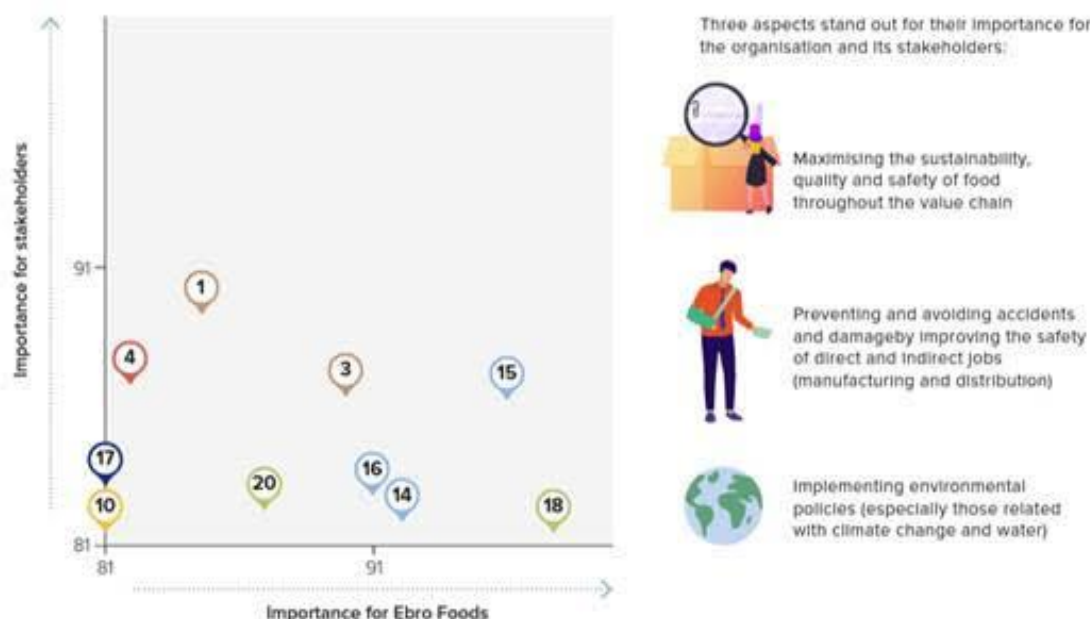 Three aspects stand out for their importance for
the organisation and its stakeholders:
Importance for stakeholders
91
1
4
3
15
17
16
20
14
10
18
81
81
91
Importance for Ebro Foods
Maximising the sustainability,
quality and safety of food
throughout the value chain
Preventing and avoiding accidents
and damageby improving the safety
of direct and indirect jobs
(manufacturing and distribution)
Implementing environmental
policies (especially those related
with climate change and water)